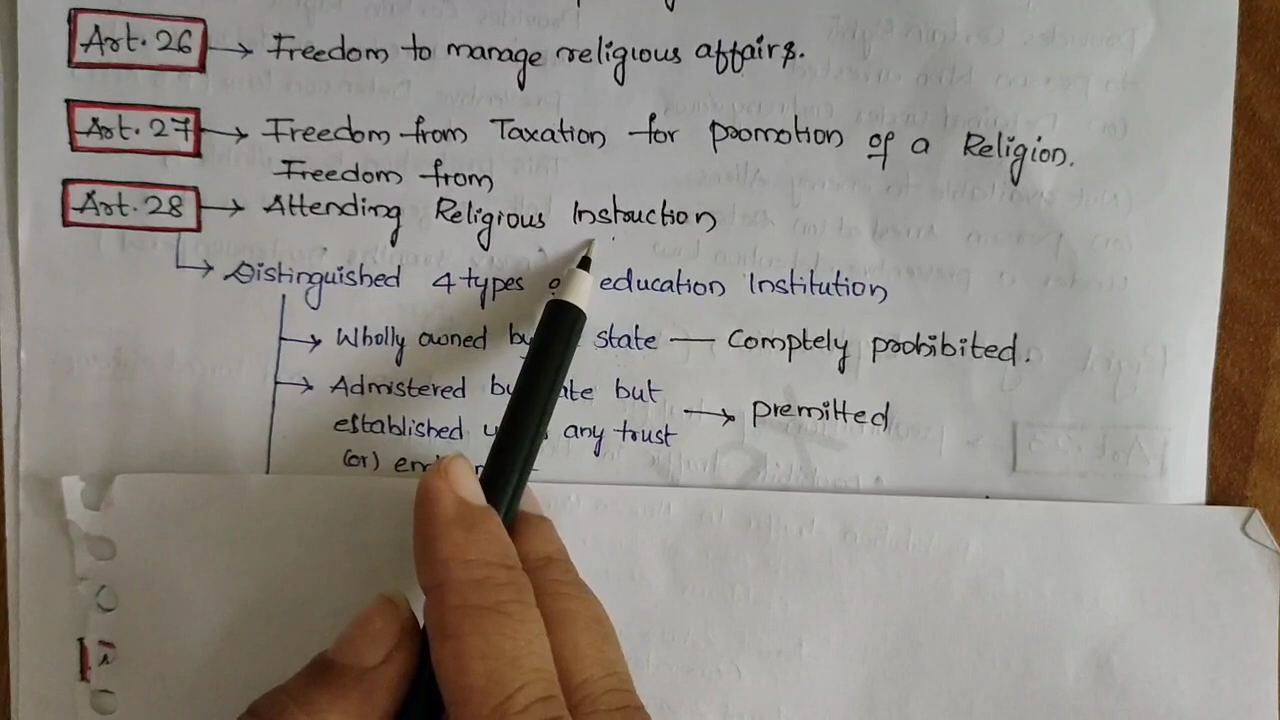 Art. 26 → Freedom to manage religious affairs.
Art. 27 → Freedom from Taxation for promotion of a Religion.
Freedom from
Art. 28 → Attending Religious Instruction
Distinguished 4 types education Institution
→ Wholly owned by state — Comptely prohibited.
→ Admistered but
established any trust → premitted
(or)